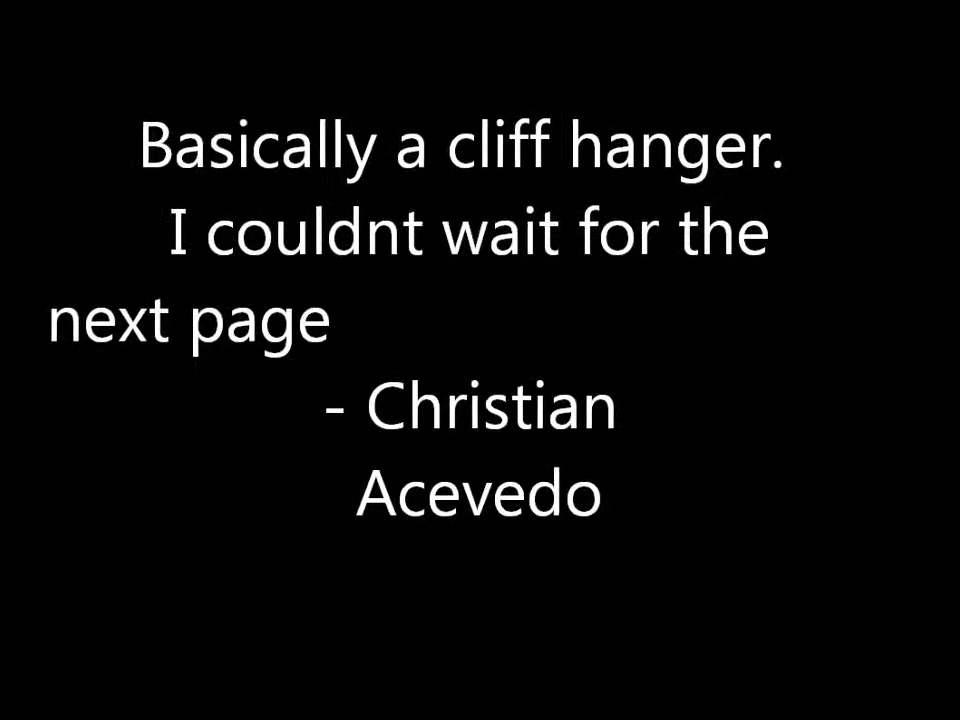 Basically a cliff hanger.
I couldnt wait for the
next page
- Christian
Acevedo